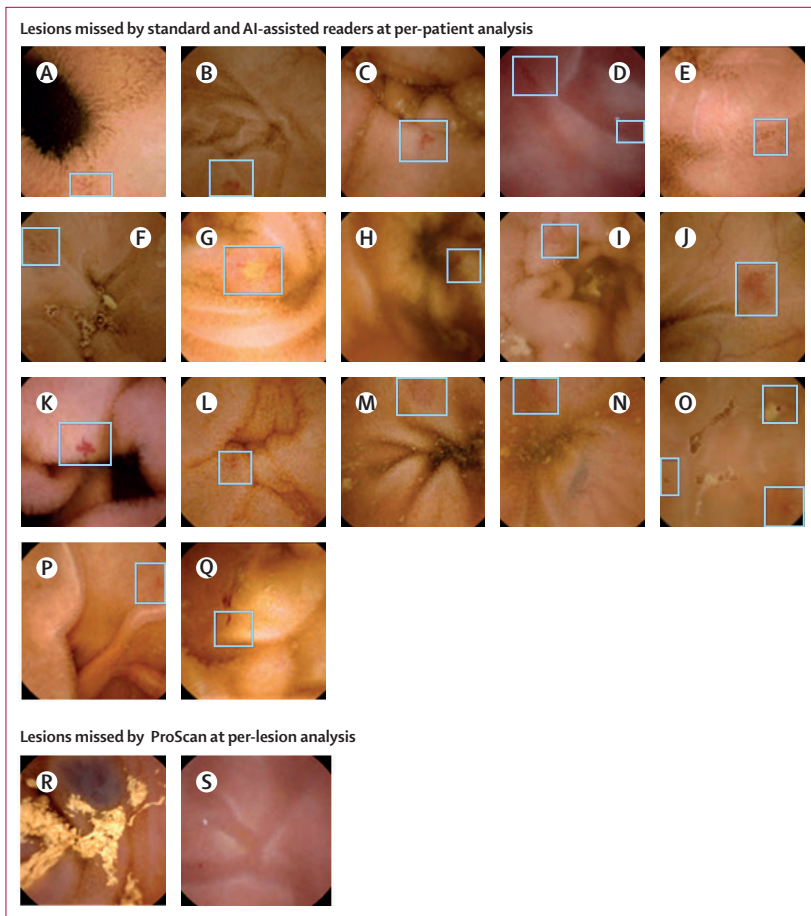 Lesions missed by standard and AI-assisted readers at per-patient analysis
A B C D E
F G H I J
K L M N O
P Q
Lesions missed by ProScan at per-lesion analysis
R S